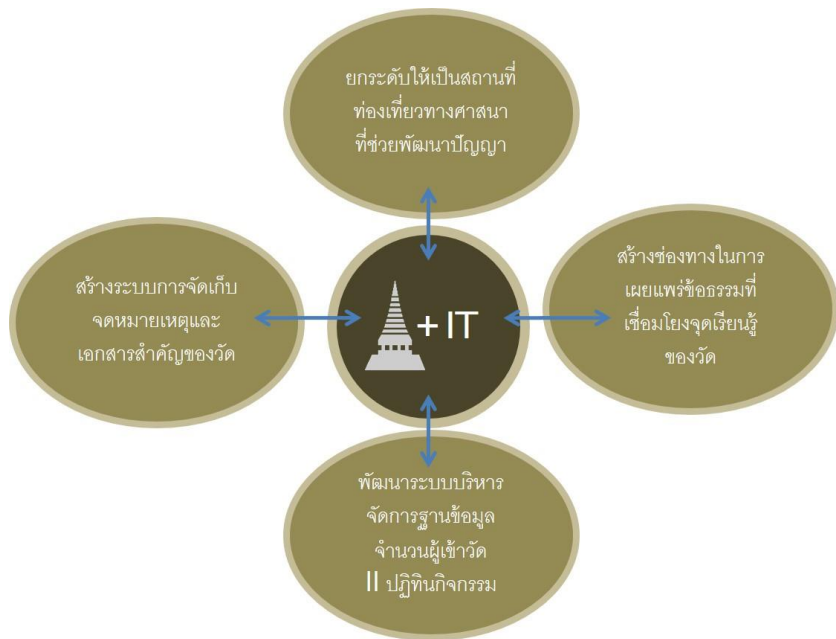 ยกระดับให้เป็นสถานที่
ท่องเที่ยวทางศาสนา
ที่ช่วยพัฒนาปัญญา
สร้างระบบการจัดเก็บ
จดหมายเหตุและ
เอกสารสำคัญของวัด
+ IT
สร้างช่องทางในการ
เผยแพร่ข้อธรรมที่
เชื่อมโยงจุดเรียนรู้
ของวัด
พัฒนาระบบบริหาร
จัดการฐานข้อมูล
จำนวนผู้เข้าวัด
II ปฏิทินกิจกรรม